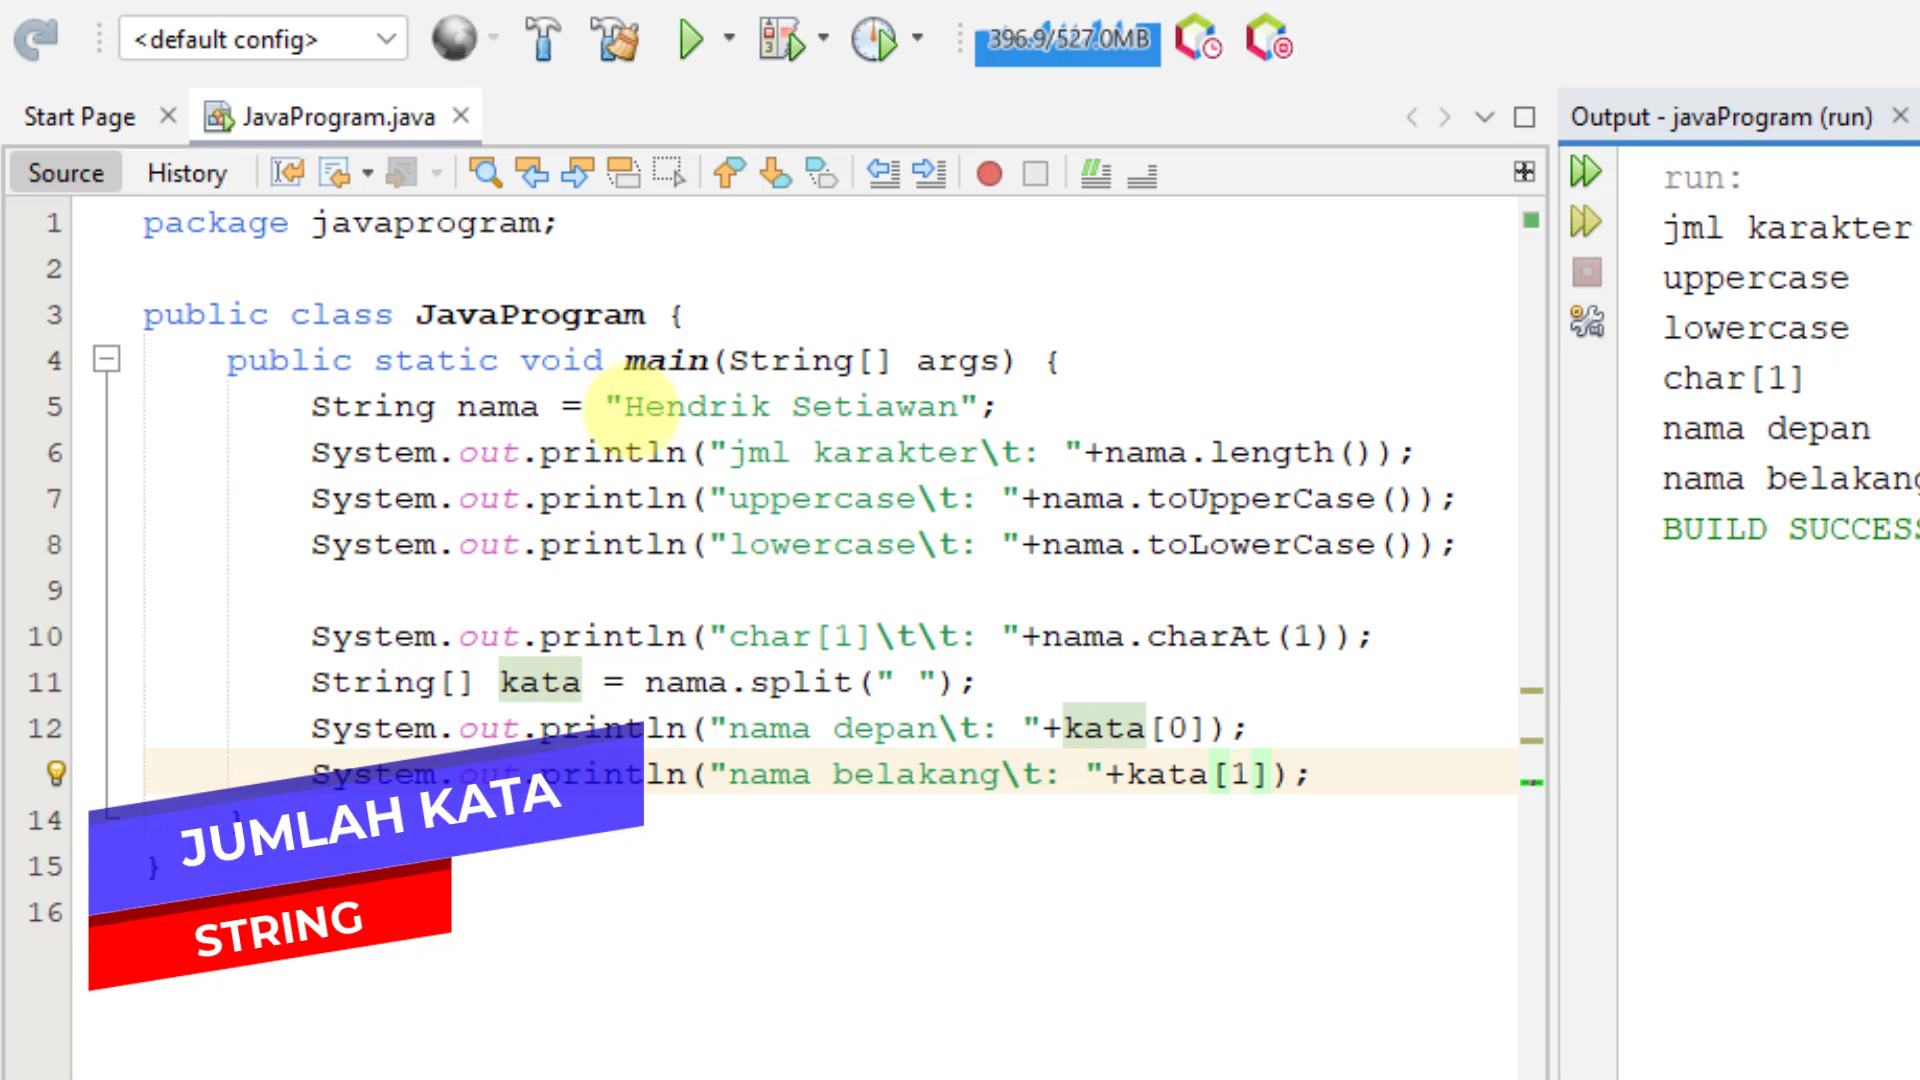 <default config>
396.9/527.0MB
Start Page
JavaProgram.java
Output - javaProgram (run)
Source
History
1 package javaprogram;
2
3 public class JavaProgram {
4 public static void main(String[] args) {
5 String nama = "Hendrik Setiawan";
6 System.out.println("jml karakter\t: "+nama.length());
7 System.out.println("uppercase\t: "+nama.toUpperCase());
8 System.out.println("lowercase\t: "+nama.toLowerCase());
9
10 System.out.println("char[1]\t\t: "+nama.charAt(1));
11 String[] kata = nama.split(" ");
12 System.out.println("nama depan\t: "+kata[0]);
System.out.println("nama belakang\t: "+kata[1]);
14 }
15 }
16
JUMLAH KATA
STRING
run:
jml karakter
uppercase
lowercase
char[1]
nama depan
nama belakang
BUILD SUCCESS